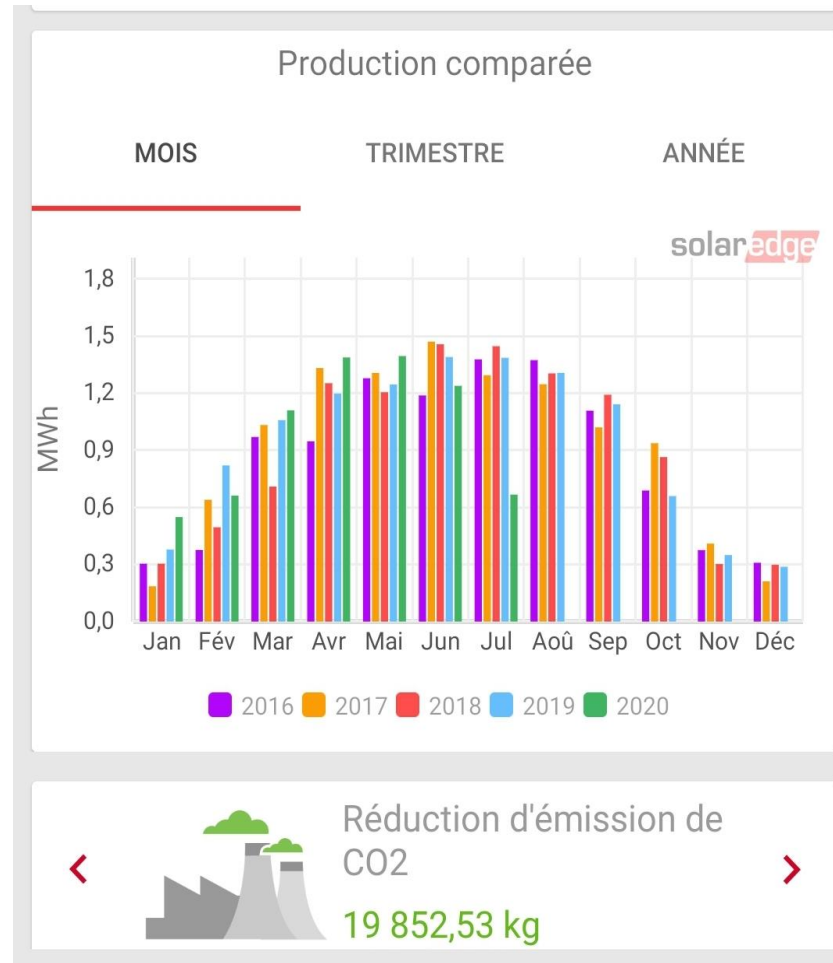 Production comparée
MOIS TRIMESTRE ANNÉE
solaredge
1,8
1,5
1,2
0,9
0,6
0,3
0,0
MWh
Jan Fév Mar Avr Mai Jun Jul Aoû Sep Oct Nov Déc
2016 2017 2018 2019 2020
Réduction d'émission de
CO2
19 852,53 kg